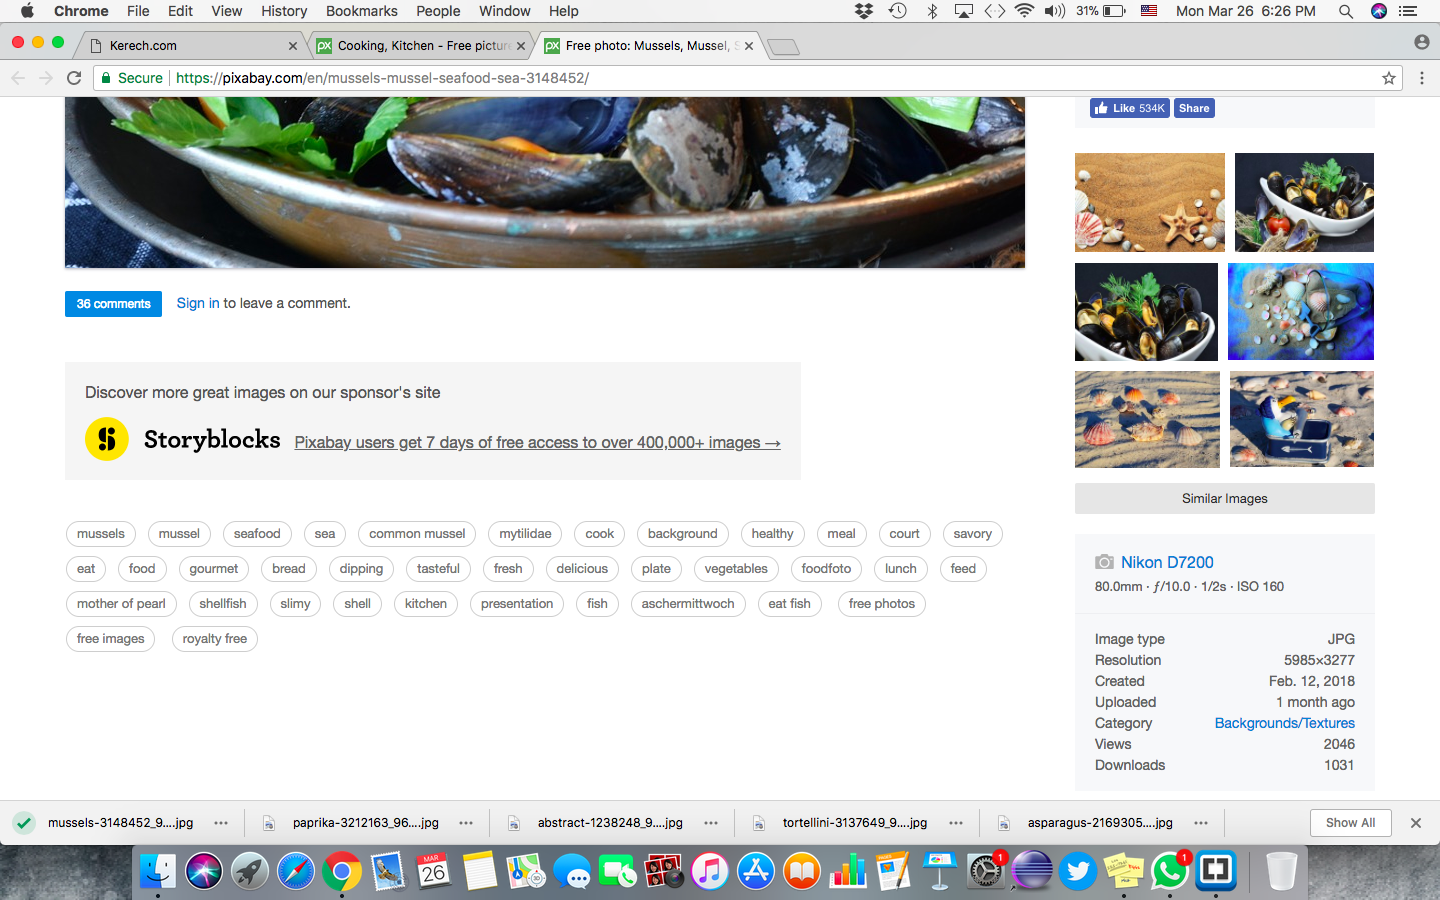 Chrome File Edit View History Bookmarks People Window Help 31% Mon Mar 26 6:26 PM
Kerech.com Cooking, Kitchen - Free picture Free photo: Mussels, Mussel, S
Secure https://pixabay.com/en/mussels-mussel-seafood-sea-3148452/
Like 534K Share
36 comments Sign in to leave a comment.
Discover more great images on our sponsor's site
Storyblocks Pixabay users get 7 days of free access to over 400,000+ images →
Similar Images
mussels mussel seafood sea common mussel mytilidae cook background healthy meal court savory
eat food gourmet bread dipping tasteful fresh delicious plate vegetables foodfoto lunch feed
mother of pearl shellfish slimy shell kitchen presentation fish aschermittwoch eat fish free photos
free images royalty free
Nikon D7200
80.0mm · ƒ/10.0 · 1/2s · ISO 160
Image type JPG
Resolution 5985×3277
Created Feb. 12, 2018
Uploaded 1 month ago
Category Backgrounds/Textures
Views 2046
Downloads 1031
mussels-3148452_9....jpg paprika-3212163_96....jpg abstract-1238248_9....jpg tortellini-3137649_9....jpg asparagus-2169305....jpg Show All
MAR
26
1
1